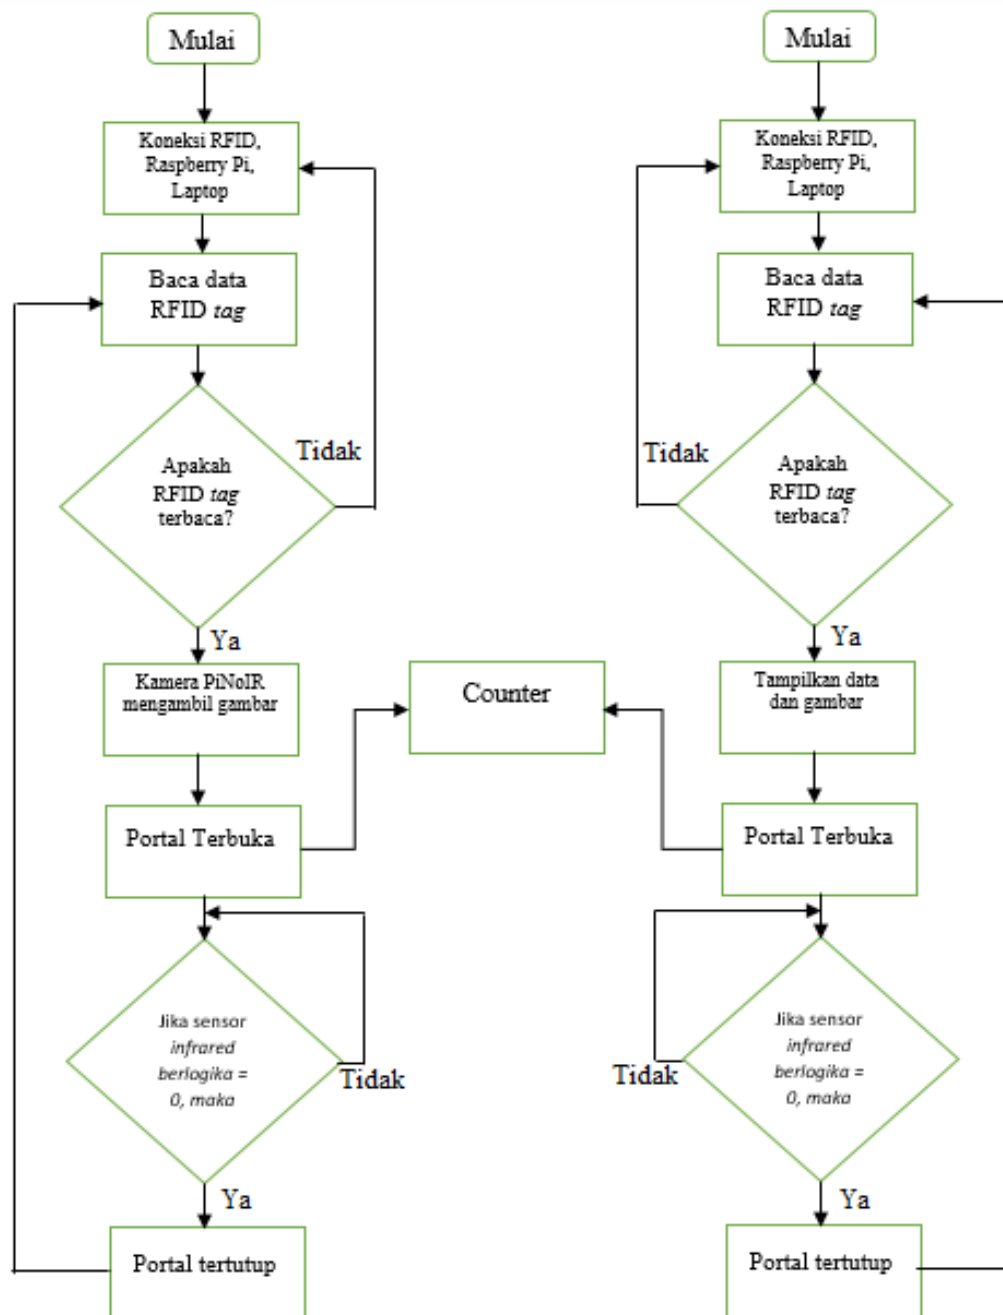 Mulai
Koneksi RFID,
Raspberry Pi,
Laptop
Baca data
RFID tag
Apakah
RFID tag
terbaca?
Tidak
Ya
Kamera PiNoIR
mengambil gambar
Portal Terbuka
Jika sensor
infrared
berlogika =
0, maka
Tidak
Ya
Portal tertutup
Counter
Mulai
Koneksi RFID,
Raspberry Pi,
Laptop
Baca data
RFID tag
Apakah
RFID tag
terbaca?
Tidak
Ya
Tampilkan data
dan gambar
Portal Terbuka
Jika sensor
infrared
berlogika =
0, maka
Tidak
Ya
Portal tertutup